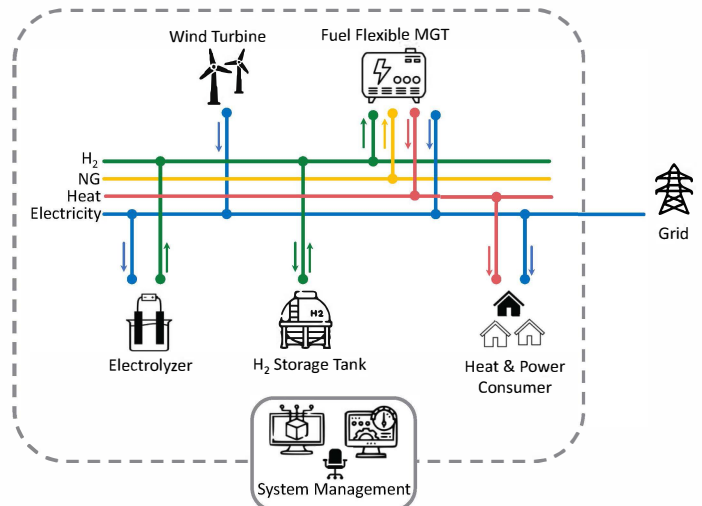 Wind Turbine
Fuel Flexible MGT
H₂
NG
Heat
Electricity
Grid
H2
Electrolyzer
H₂ Storage Tank
Heat & Power
Consumer
System Management